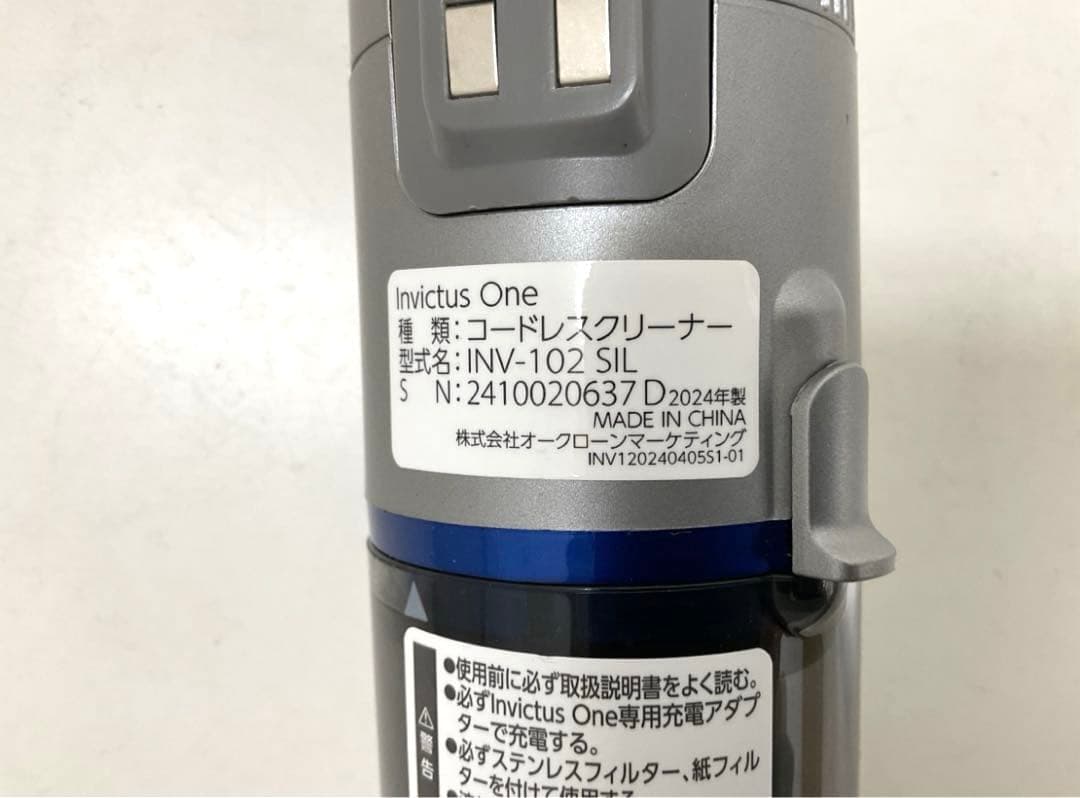 Invictus One
種　類：コードレスクリーナー
型式名：INV-102 SIL
S　N：2410020637 D 2024年製
MADE IN CHINA
株式会社オークローンマーケティング
INV120240405S1-01
⚠警告
●使用前に必ず取扱説明書をよく読む。
●必ずInvictus One専用充電アダプ
ターで充電する。
●必ずステンレスフィルター、紙フィル
ターを付けて使用する